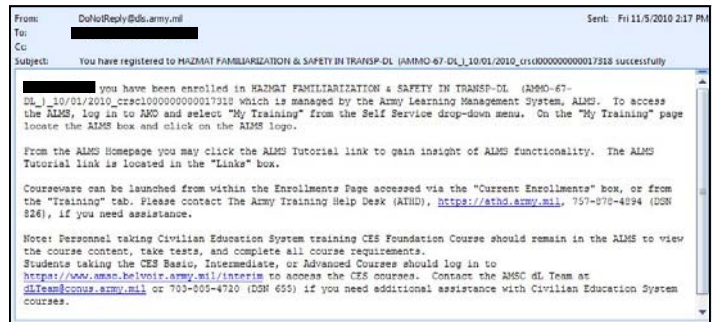 From: DoNotReply@dls.army.mil Sent: Fri 11/5/2010 2:17 PM
To:
Cc:
Subject: You have registered to HAZMAT FAMILIARIZATION & SAFETY IN TRANSP-DL (AMMO-67-DL_)_10/01/2010_crscl000000000017318 successfully
you have been enrolled in HAZMAT FAMILIARIZATION & SAFETY IN TRANSP-DL (AMMO-67-
DL_)_10/01/2010_crscl000000000017318 which is managed by the Army Learning Management System, ALMS. To access
the ALMS, log in to AKO and select "My Training" from the Self Service drop-down menu. On the "My Training" page
locate the ALMS box and click on the ALMS logo.
From the ALMS Homepage you may click the ALMS Tutorial link to gain insight of ALMS functionality. The ALMS
Tutorial link is located in the "Links" box.
Courseware can be launched from within the Enrollments Page accessed via the "Current Enrollments" box, or from
the "Training" tab. Please contact The Army Training Help Desk (ATHD), https://athd.army.mil, 757-878-4894 (DSN
826), if you need assistance.
Note: Personnel taking Civilian Education System training CES Foundation Course should remain in the ALMS to view
the course content, take tests, and complete all course requirements.
Students taking the CES Basic, Intermediate, or Advanced Courses should log in to
https://www.amsc.belvoir.army.mil/interim to access the CES courses. Contact the AMSC dL Team at
dLTeam@conus.army.mil or 703-805-4720 (DSN 655) if you need additional assistance with Civilian Education System
courses.